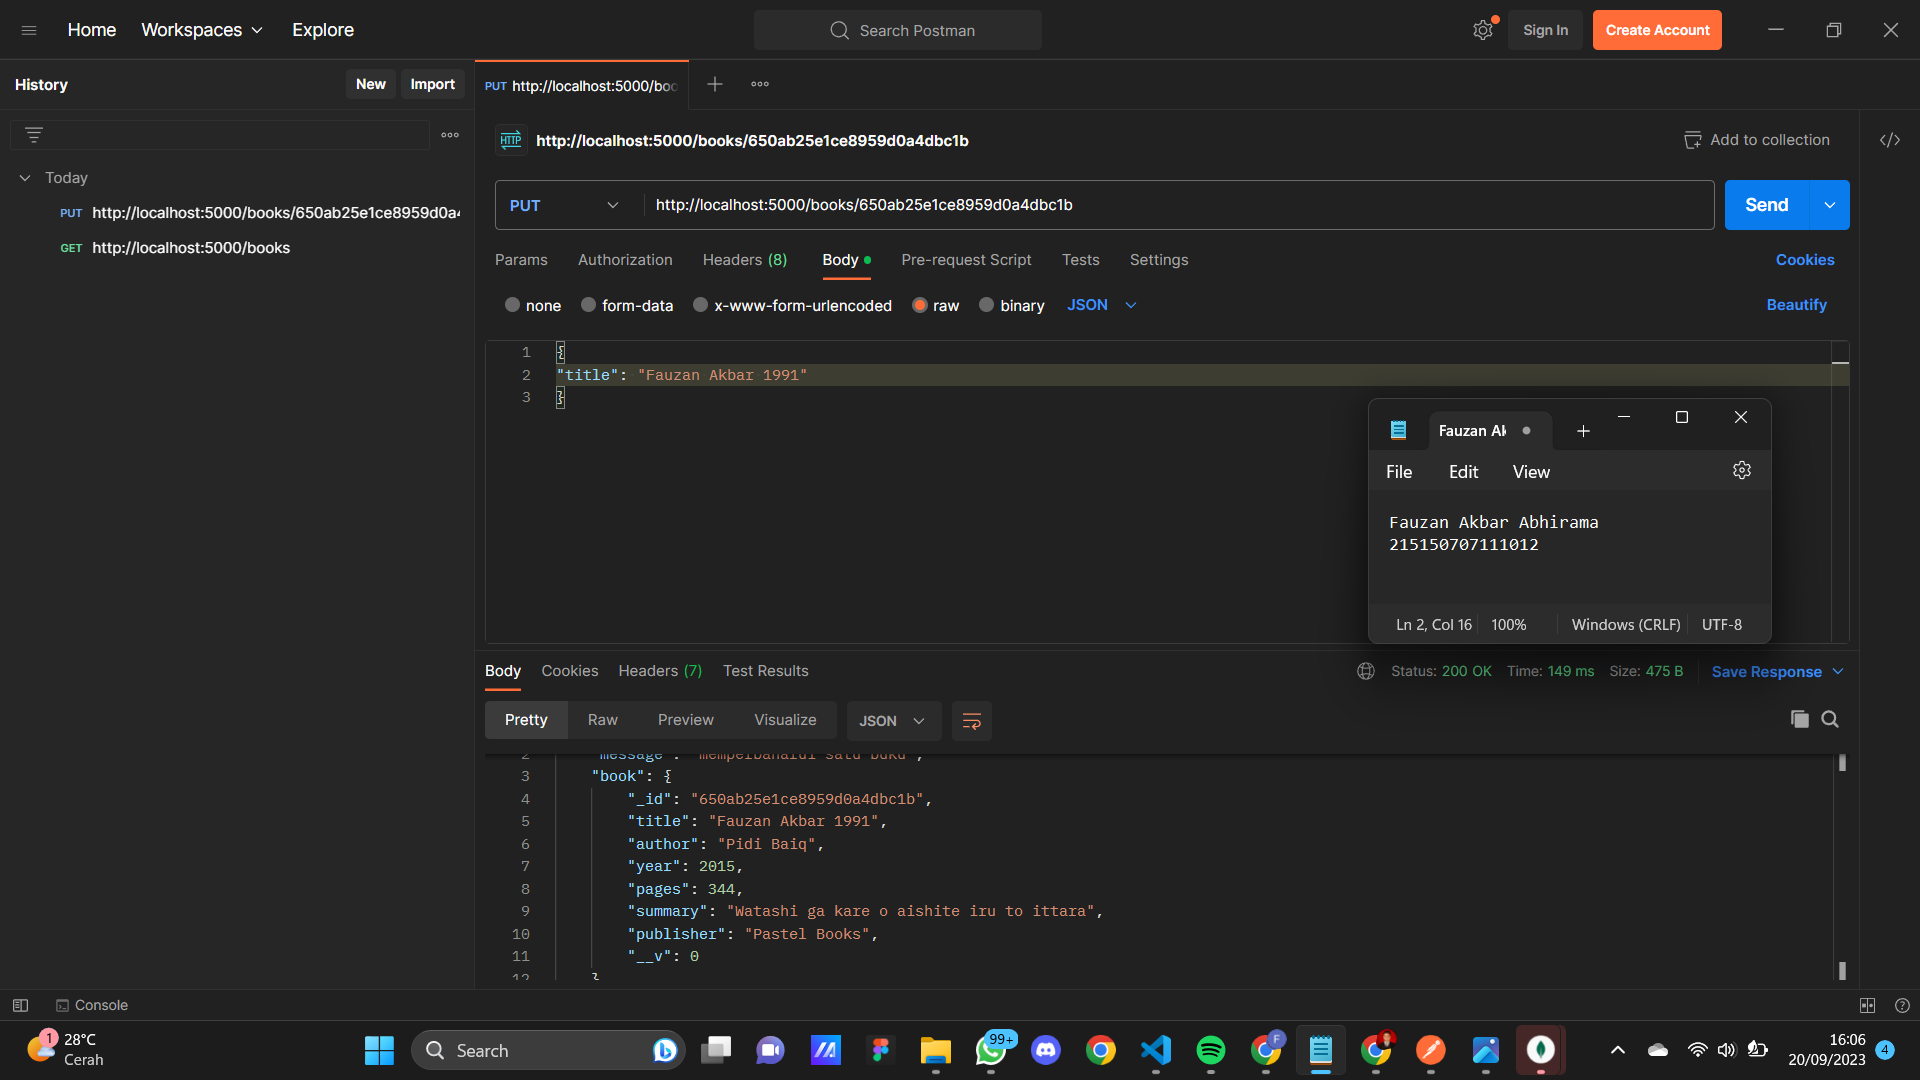 Home
Workspaces
Explore
Search Postman
Sign In
Create Account
History
New
Import
PUT http://localhost:5000/boo
Today
PUT http://localhost:5000/books/650ab25e1ce8959d0a4
GET http://localhost:5000/books
HTTP http://localhost:5000/books/650ab25e1ce8959d0a4dbc1b
Add to collection
PUT http://localhost:5000/books/650ab25e1ce8959d0a4dbc1b
Send
Params Authorization Headers (8) Body Pre-request Script Tests Settings
Cookies
none form-data x-www-form-urlencoded raw binary JSON
Beautify
1 {
2 "title": "Fauzan Akbar 1991"
3 }
Fauzan Ak
File Edit View
Fauzan Akbar Abhirama
215150707111012
Ln 2, Col 16 100% Windows (CRLF) UTF-8
Body Cookies Headers (7) Test Results
Status: 200 OK Time: 149 ms Size: 475 B Save Response
Pretty Raw Preview Visualize JSON
2 "message": "memperbaharui satu buku",
3 "book": {
4 "_id": "650ab25e1ce8959d0a4dbc1b",
5 "title": "Fauzan Akbar 1991",
6 "author": "Pidi Baiq",
7 "year": 2015,
8 "pages": 344,
9 "summary": "Watashi ga kare o aishite iru to ittara",
10 "publisher": "Pastel Books",
11 "__v": 0
12 }
Console
1
28°C
Cerah
Search
99+
F
16:06
20/09/2023
4